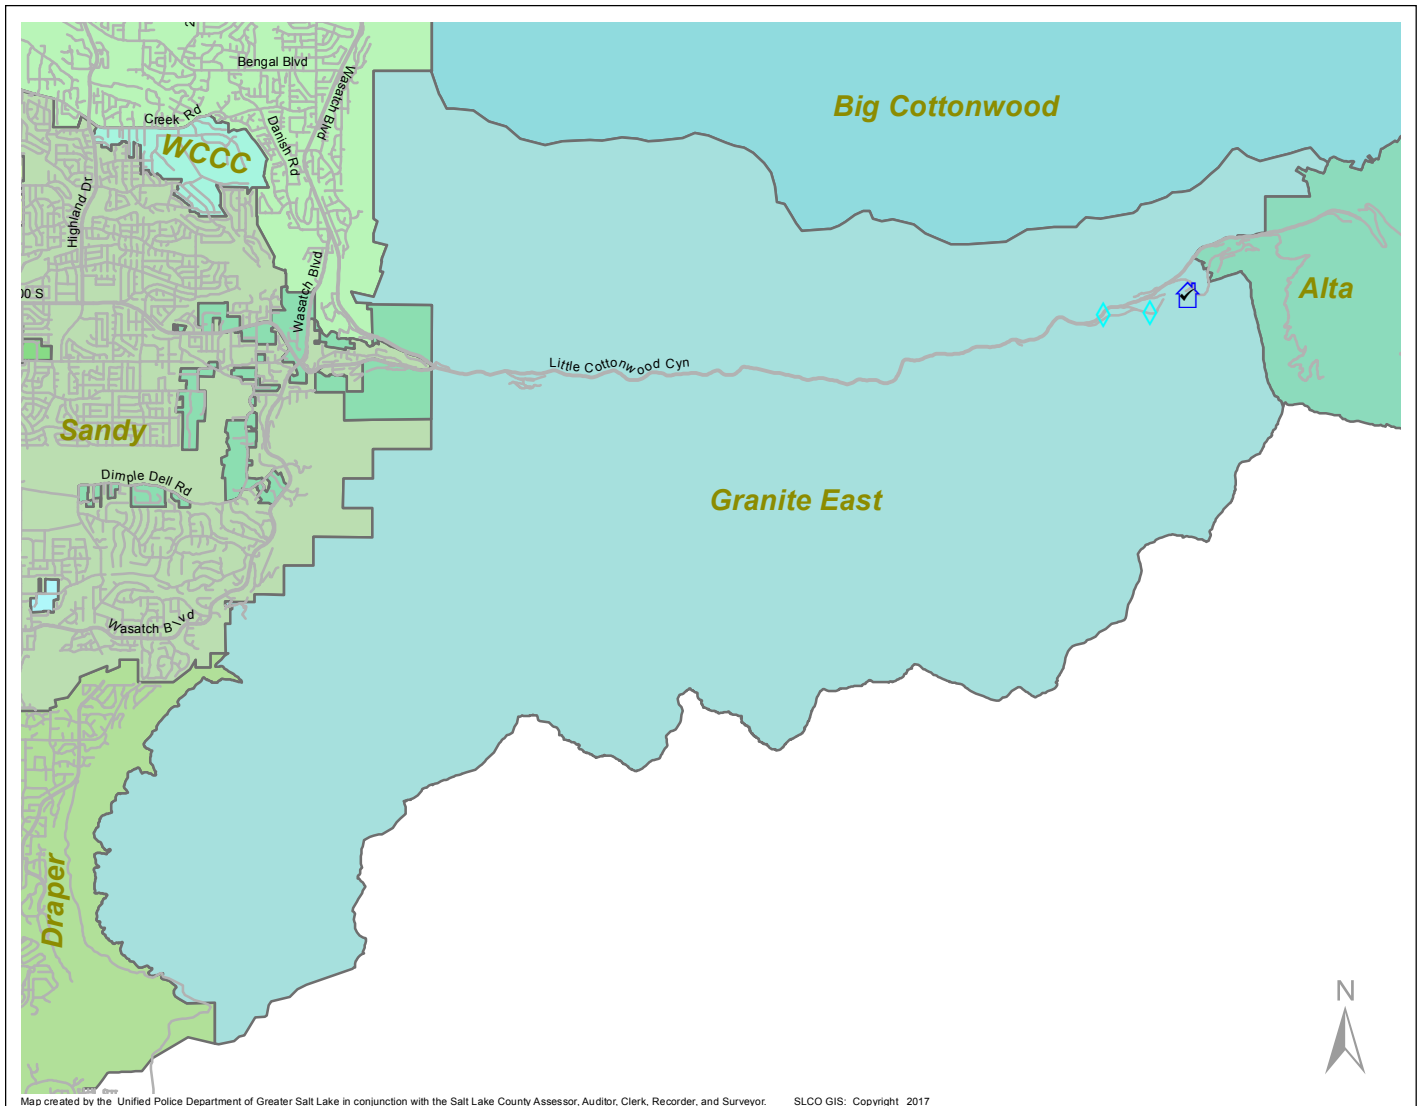 Bengal Blvd
Wasatch Blvd
Big Cottonwood
Creek Rd
Danish Rd
WCCC
Highland Dr
Wasatch Blvd
00 S
Alta
Little Cottonwood Cyn
Sandy
Dimple Dell Rd
Granite East
Wasatch Blvd
Draper
N
Map created by the Unified Police Department of Greater Salt Lake in conjunction with the Salt Lake County Assessor, Auditor, Clerk, Recorder, and Surveyor. SLCO GIS: Copyright 2017